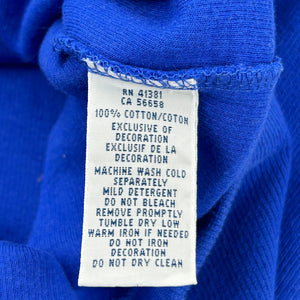 RN 41381
CA 56658
100% COTTON/COTON
EXCLUSIVE OF
DECORATION
EXCLUSIF DE LA
DECORATION
MACHINE WASH COLD
SEPARATELY
MILD DETERGENT
DO NOT BLEACH
REMOVE PROMPTLY
TUMBLE DRY LOW
WARM IRON IF NEEDED
DO NOT IRON
DECORATION
DO NOT DRY CLEAN